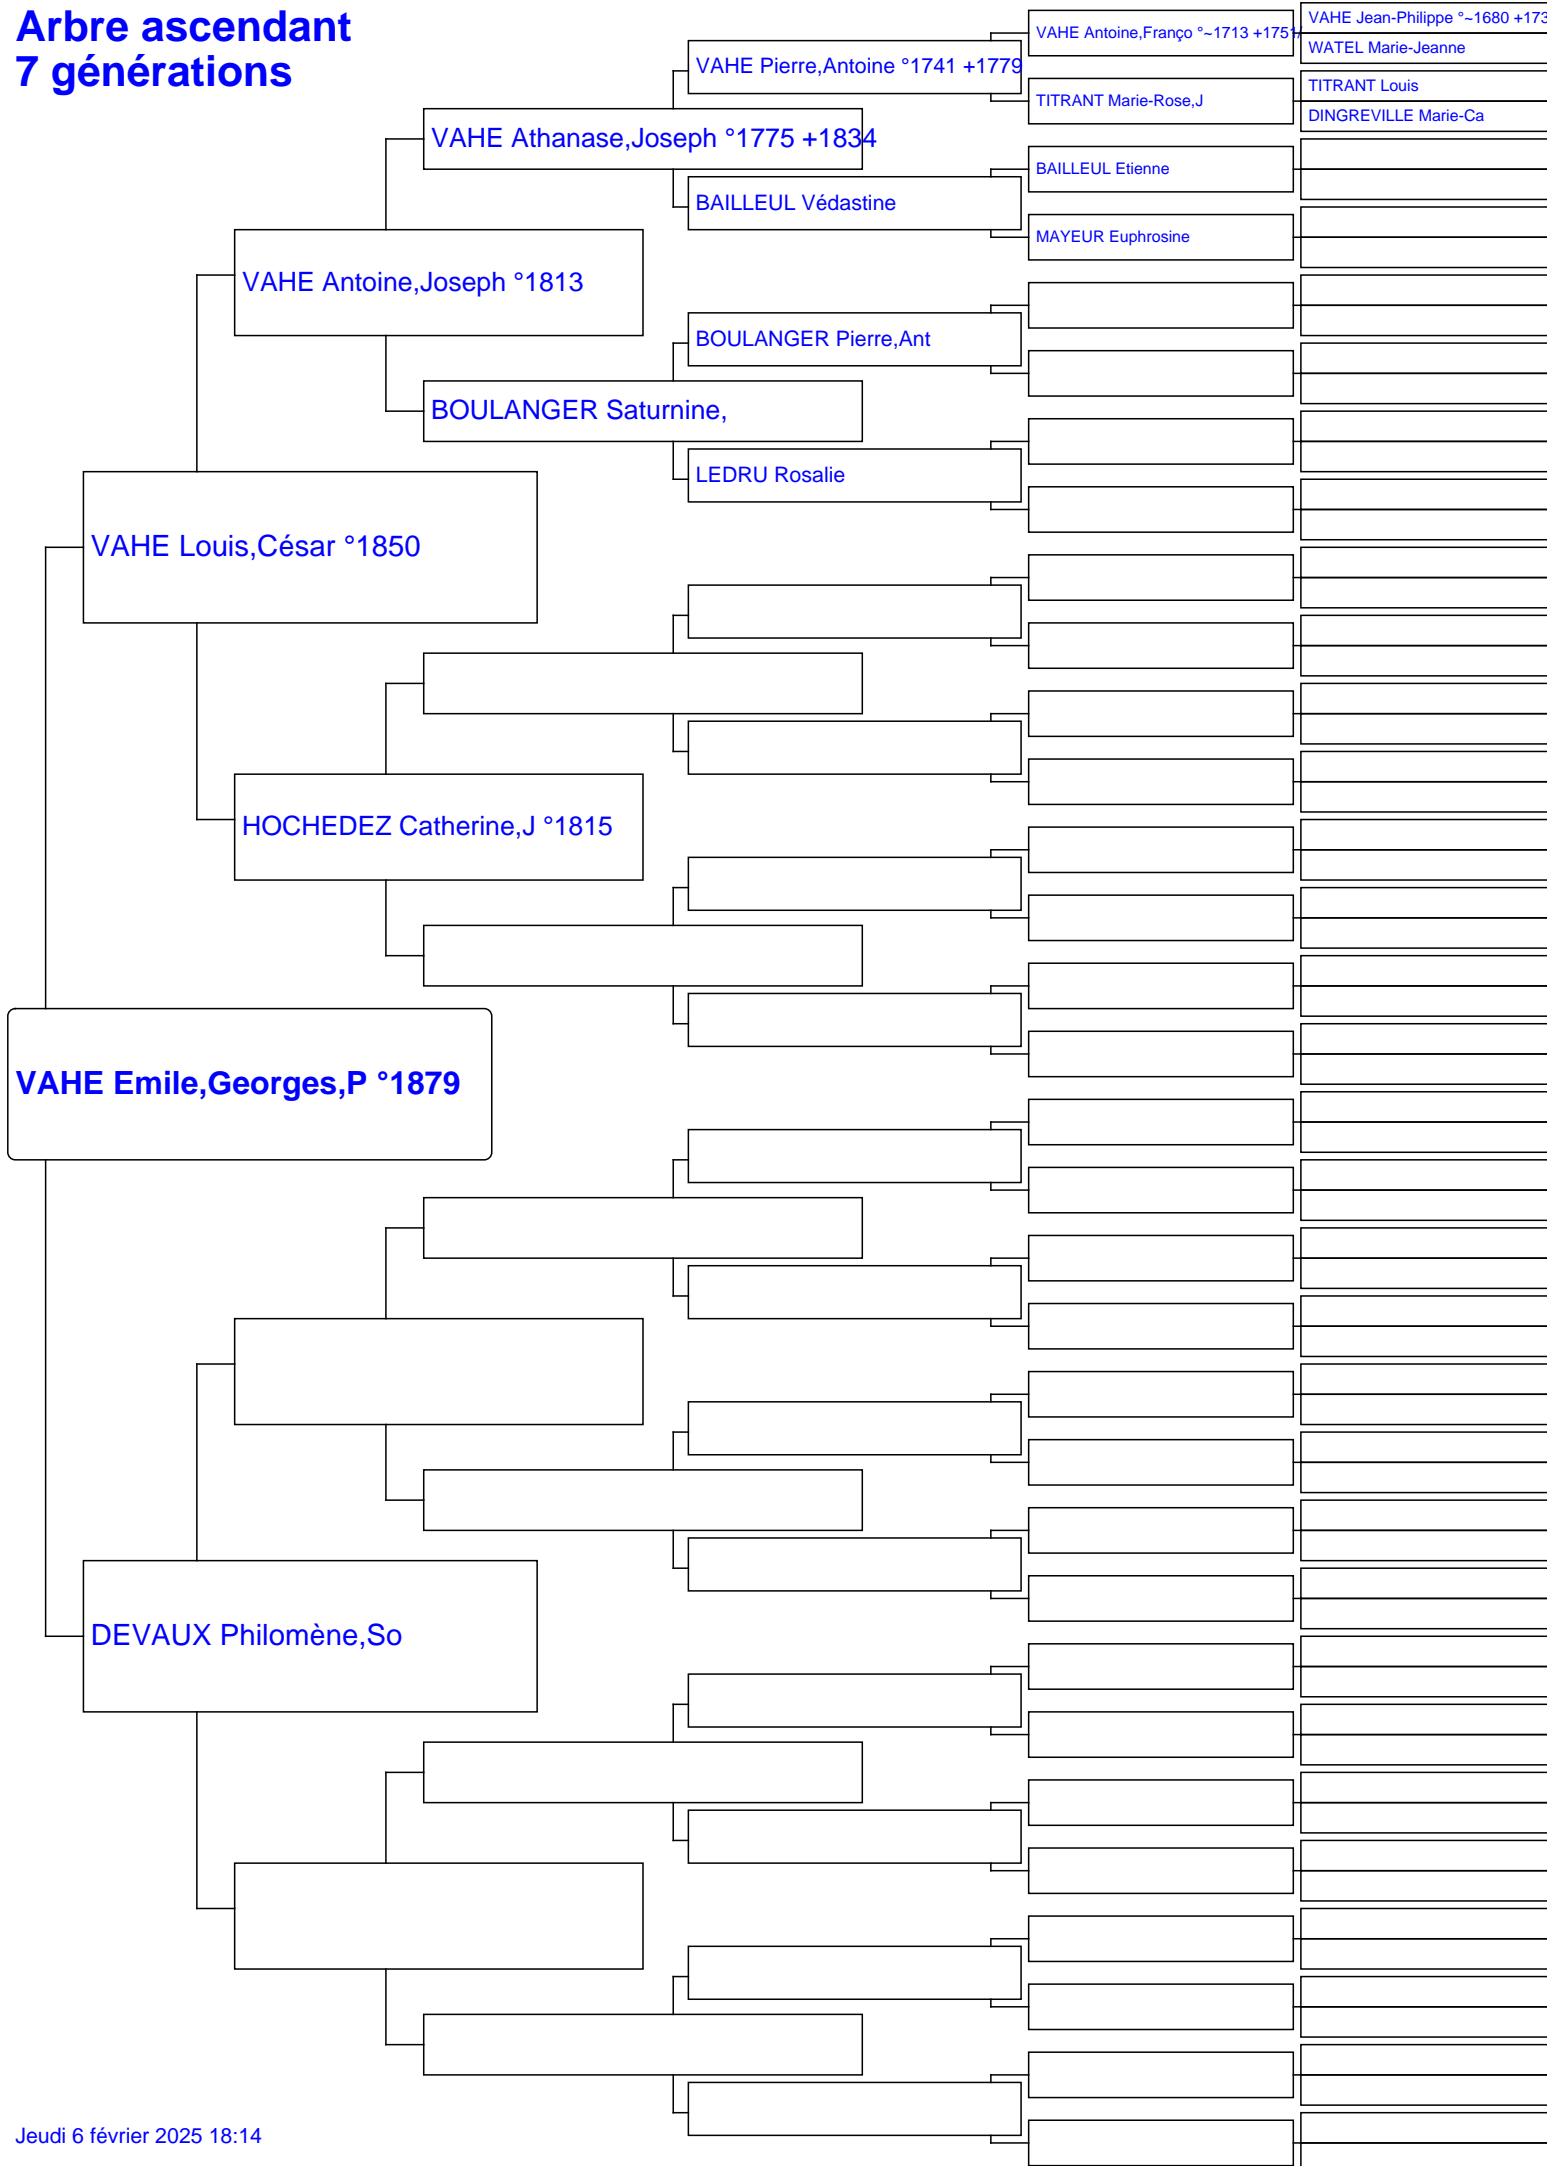 Arbre ascendant
7 générations
VAHE Jean-Philippe °~1680 +173
VAHE Antoine,Franço °~1713 +1751/
WATEL Marie-Jeanne
VAHE Pierre,Antoine °1741 +1779
TITRANT Louis
TITRANT Marie-Rose,J
DINGREVILLE Marie-Ca
VAHE Athanase,Joseph °1775 +1834
BAILLEUL Etienne
BAILLEUL Védastine
MAYEUR Euphrosine
VAHE Antoine,Joseph °1813
BOULANGER Pierre,Ant
BOULANGER Saturnine,
LEDRU Rosalie
VAHE Louis,César °1850
HOCHEDEZ Catherine,J °1815
VAHE Emile,Georges,P °1879
DEVAUX Philomène,So
Jeudi 6 février 2025 18:14